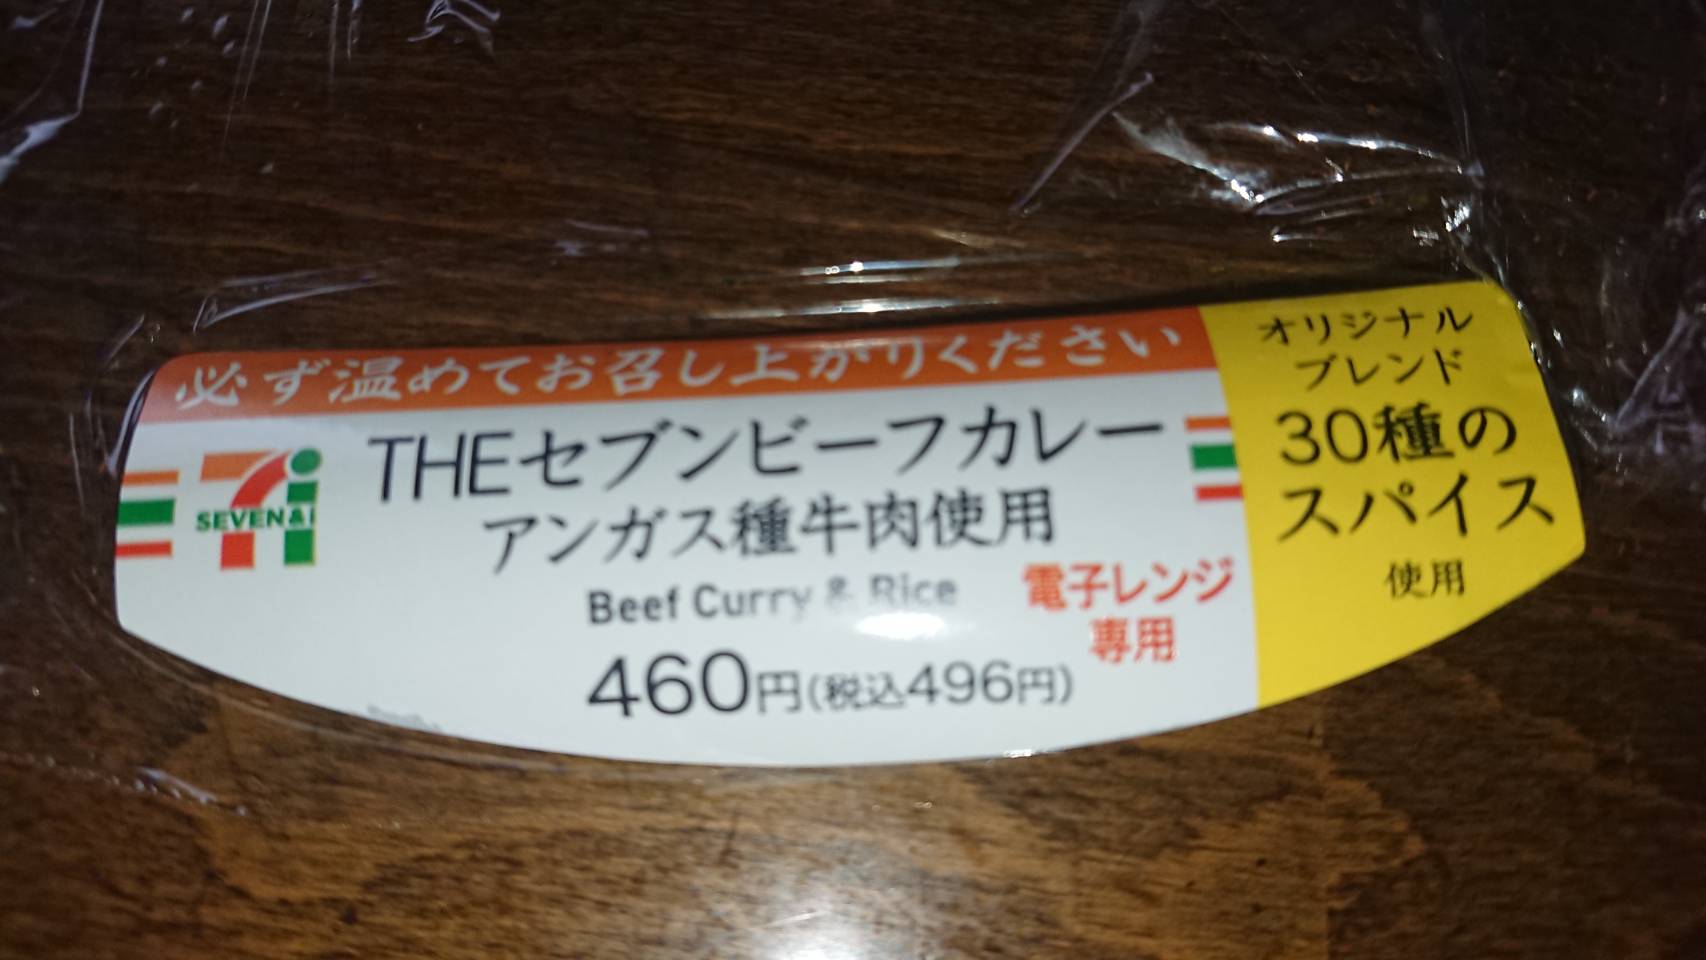 必ず温めてお召し上がりください
SEVEN&i
THEセブンビーフカレー
アンガス種牛肉使用
Beef Curry & Rice
電子レンジ
専用
460円(税込496円)
オリジナル
ブレンド
30種の
スパイス
使用